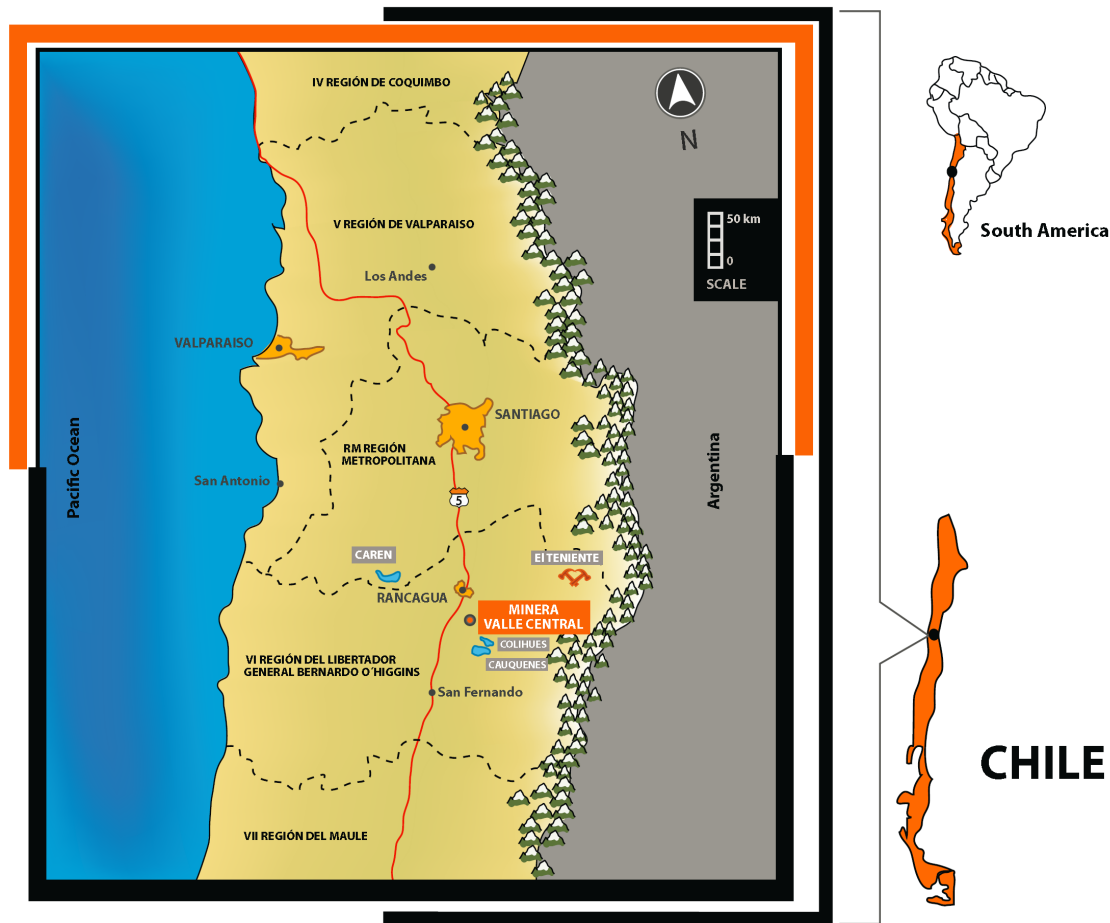 IV REGIÓN DE COQUIMBO
N
50 km
0
SCALE
South America
V REGIÓN DE VALPARAISO
Los Andes
VALPARAISO
SANTIAGO
RM REGIÓN
METROPOLITANA
Pacific Ocean
Argentina
San Antonio
5
CAREN
ElTENIENTE
RANCAGUA
MINERA
VALLE CENTRAL
COLIHUES
CAUQUENES
VI REGIÓN DEL LIBERTADOR
GENERAL BERNARDO O´HIGGINS
San Fernando
CHILE
VII REGIÓN DEL MAULE